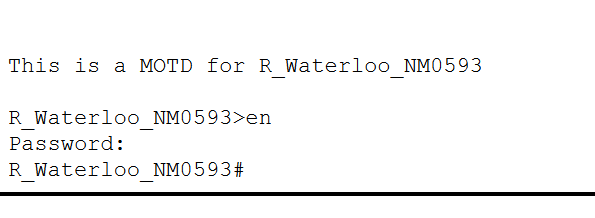 This is a MOTD for R_Waterloo_NM0593
R_Waterloo_NM0593>en
Password:
R_Waterloo_NM0593#